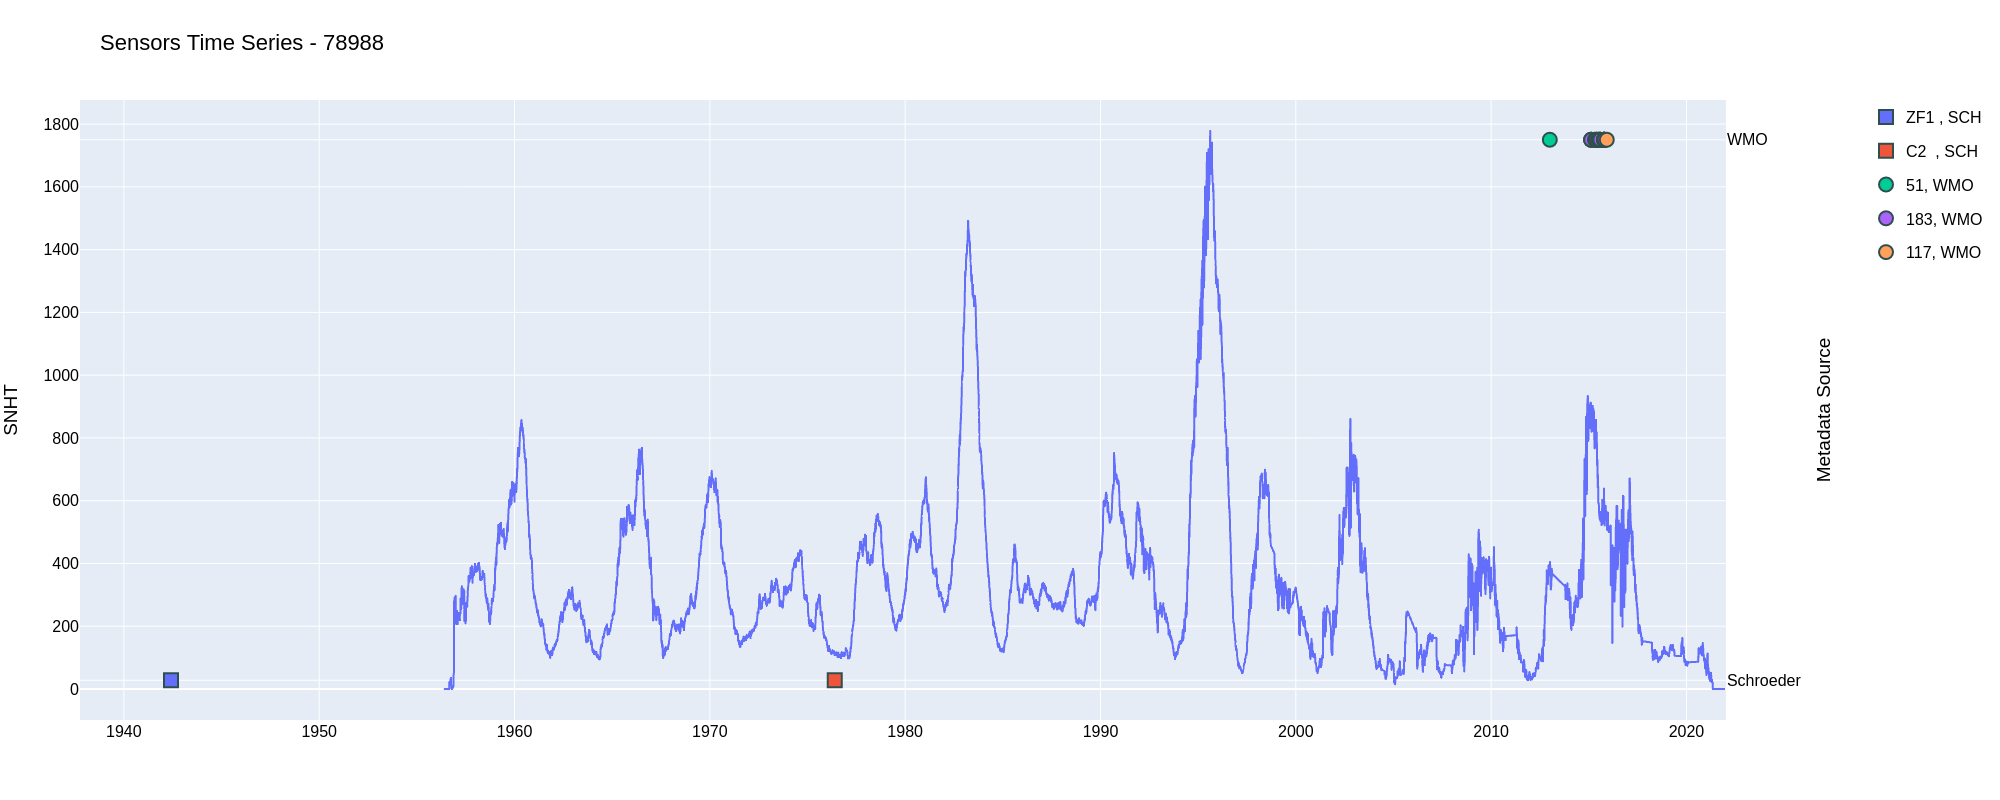 Sensors Time Series - 78988
SNHT
1800
1600
1400
1200
1000
800
600
400
200
0
1940
1950
1960
1970
1980
1990
2000
2010
2020
WMO
Schroeder
Metadata Source
ZF1 , SCH
C2 , SCH
51, WMO
183, WMO
117, WMO